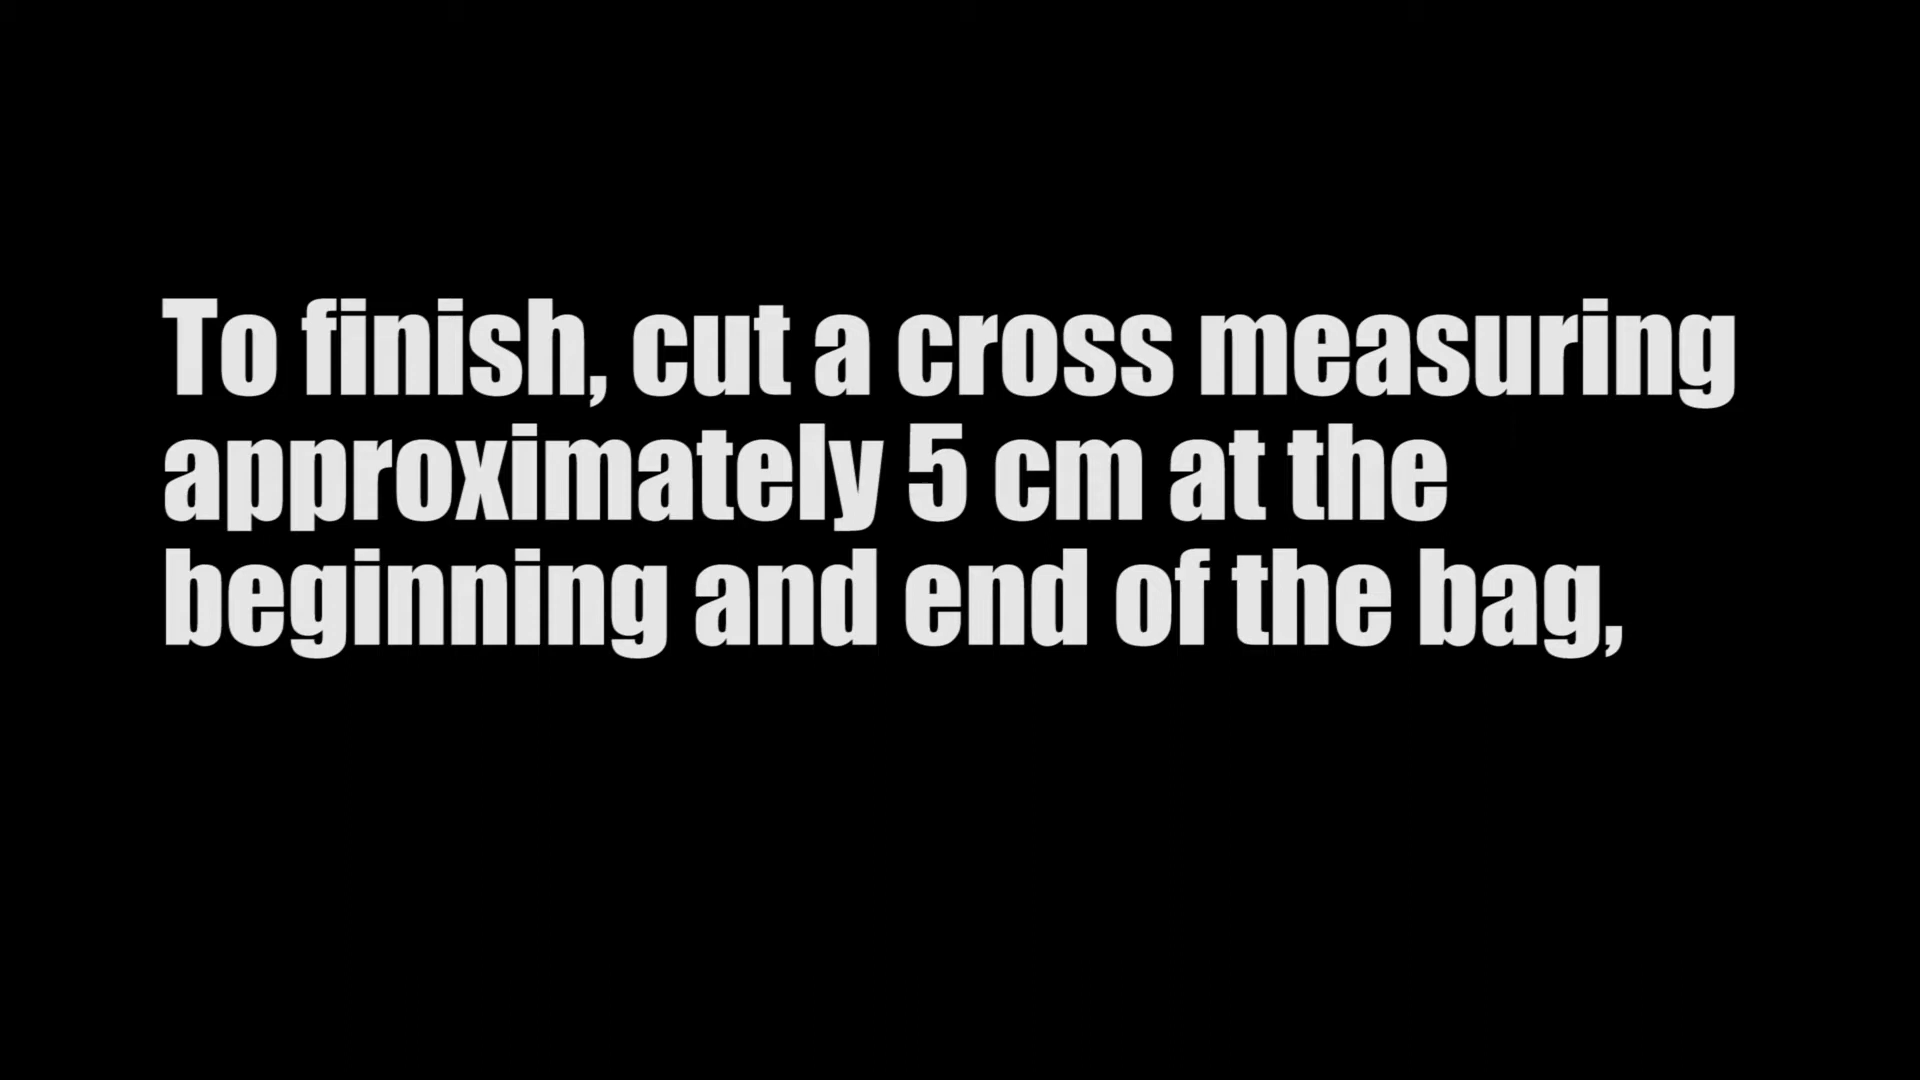 To finish, cut a cross measuring
approximately 5 cm at the
beginning and end of the bag,